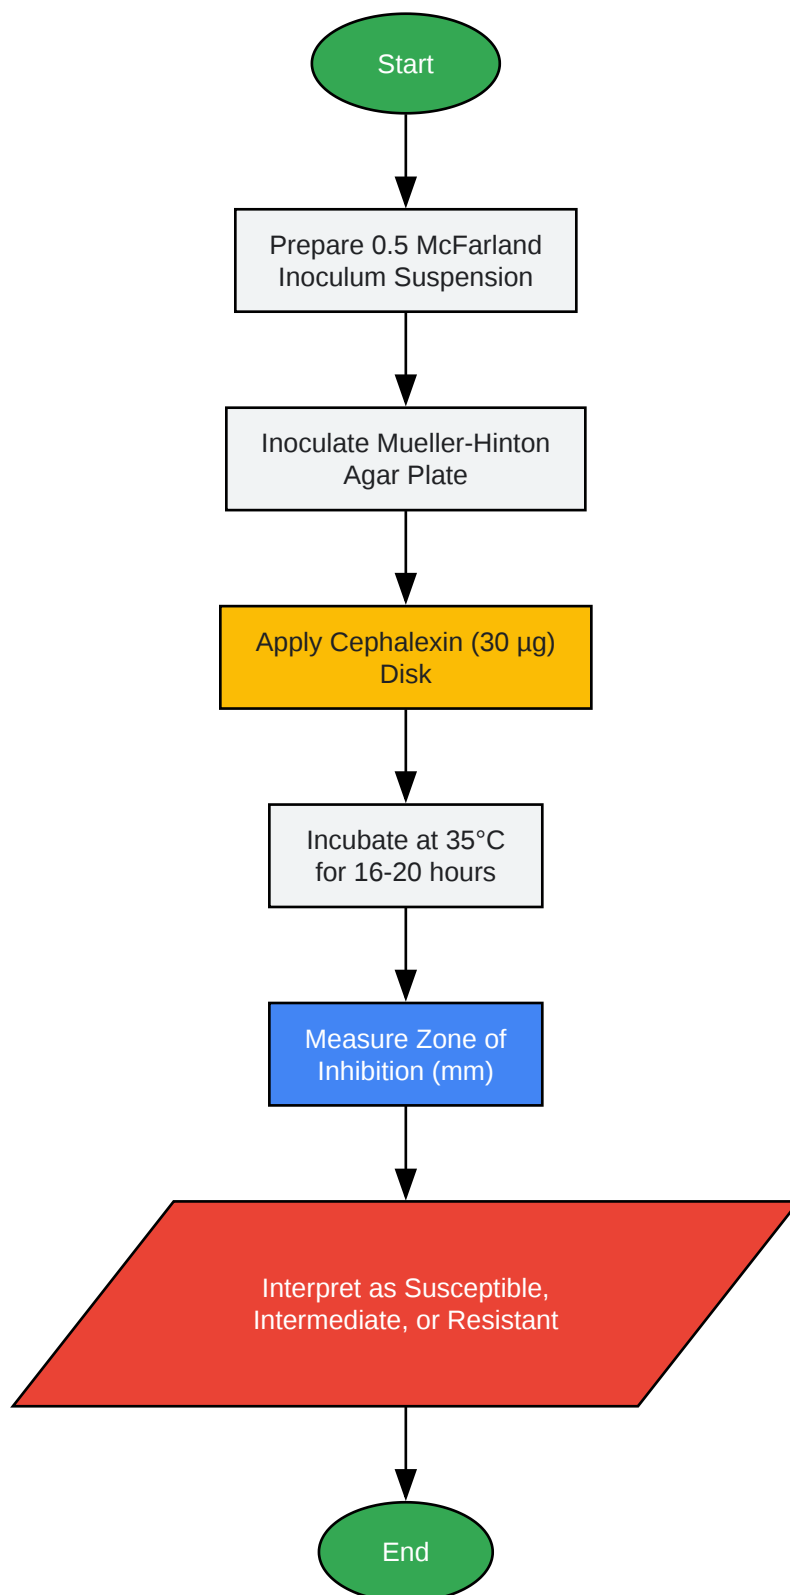 Start
Prepare 0.5 McFarland
Inoculum Suspension
Inoculate Mueller-Hinton
Agar Plate
Apply Cephalexin (30 µg)
Disk
Incubate at 35°C
for 16-20 hours
Measure Zone of
Inhibition (mm)
Interpret as Susceptible,
Intermediate, or Resistant
End